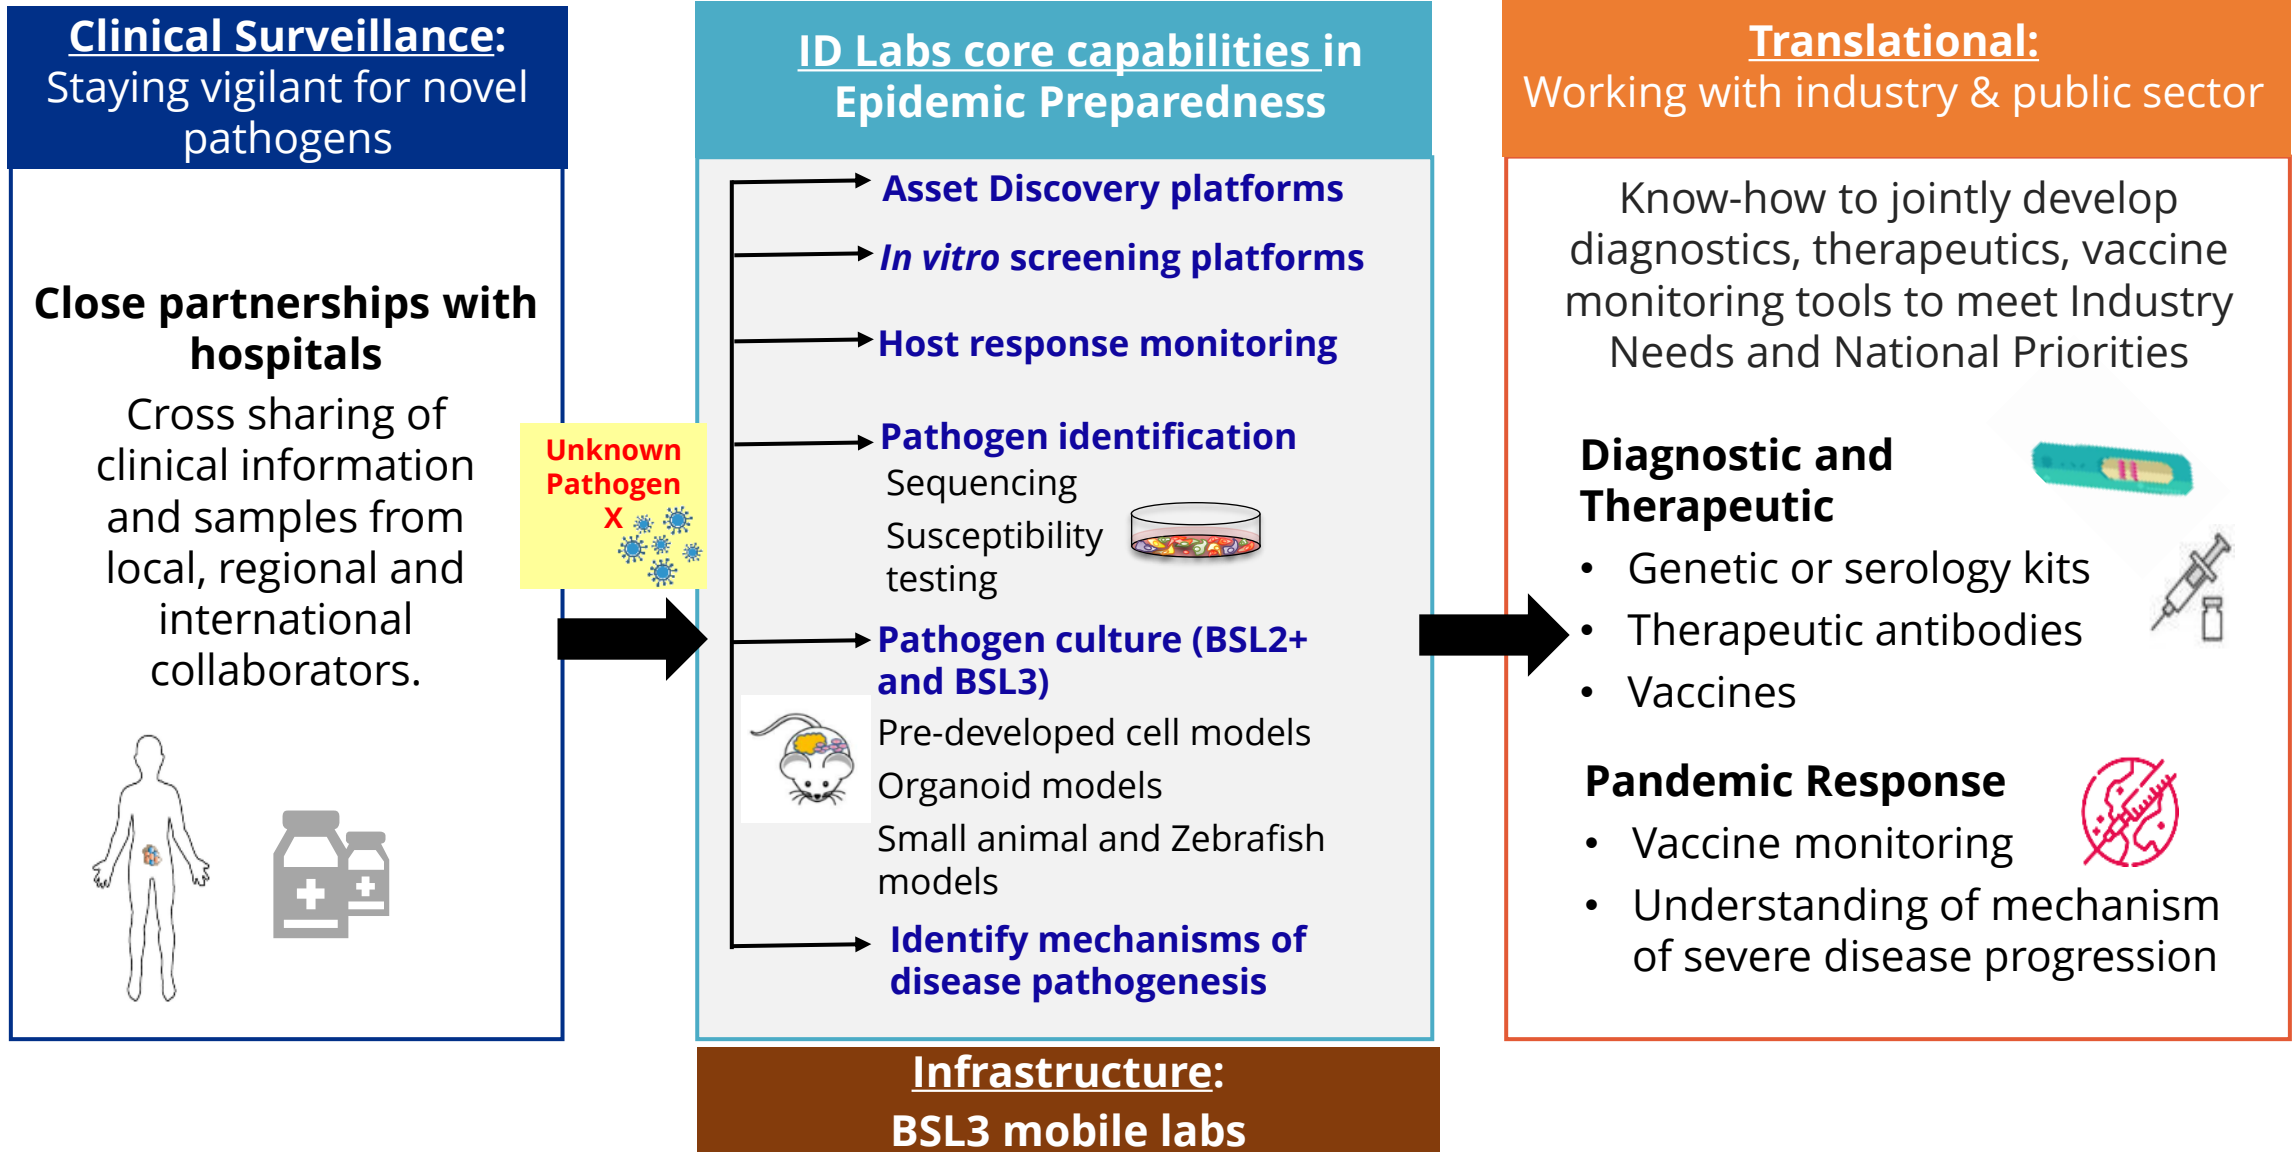 Clinical Surveillance:
Staying vigilant for novel
pathogens
Close partnerships with
hospitals
Cross sharing of
clinical information
and samples from
local, regional and
international
collaborators.
Unknown
Pathogen
X
ID Labs core capabilities in
Epidemic Preparedness
Asset Discovery platforms
In vitro screening platforms
Host response monitoring
Pathogen identification
Sequencing
Susceptibility
testing
Pathogen culture (BSL2+
and BSL3)
Pre-developed cell models
Organoid models
Small animal and Zebrafish
models
Identify mechanisms of
disease pathogenesis
Infrastructure:
BSL3 mobile labs
Translational:
Working with industry & public sector
Know-how to jointly develop
diagnostics, therapeutics, vaccine
monitoring tools to meet Industry
Needs and National Priorities
Diagnostic and
Therapeutic
• Genetic or serology kits
• Therapeutic antibodies
• Vaccines
Pandemic Response
• Vaccine monitoring
• Understanding of mechanism
of severe disease progression